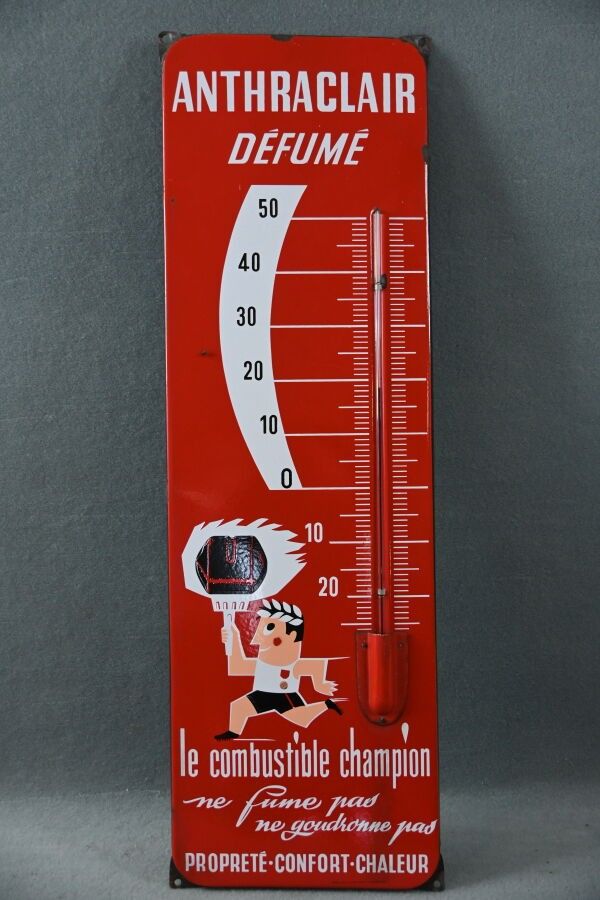 ANTHRACLAIR
DÉFUMÉ
50
40
30
20
10
0
10
20
le combustible champion
ne fume pas
ne goudronne pas
PROPRETÉ·CONFORT·CHALEUR